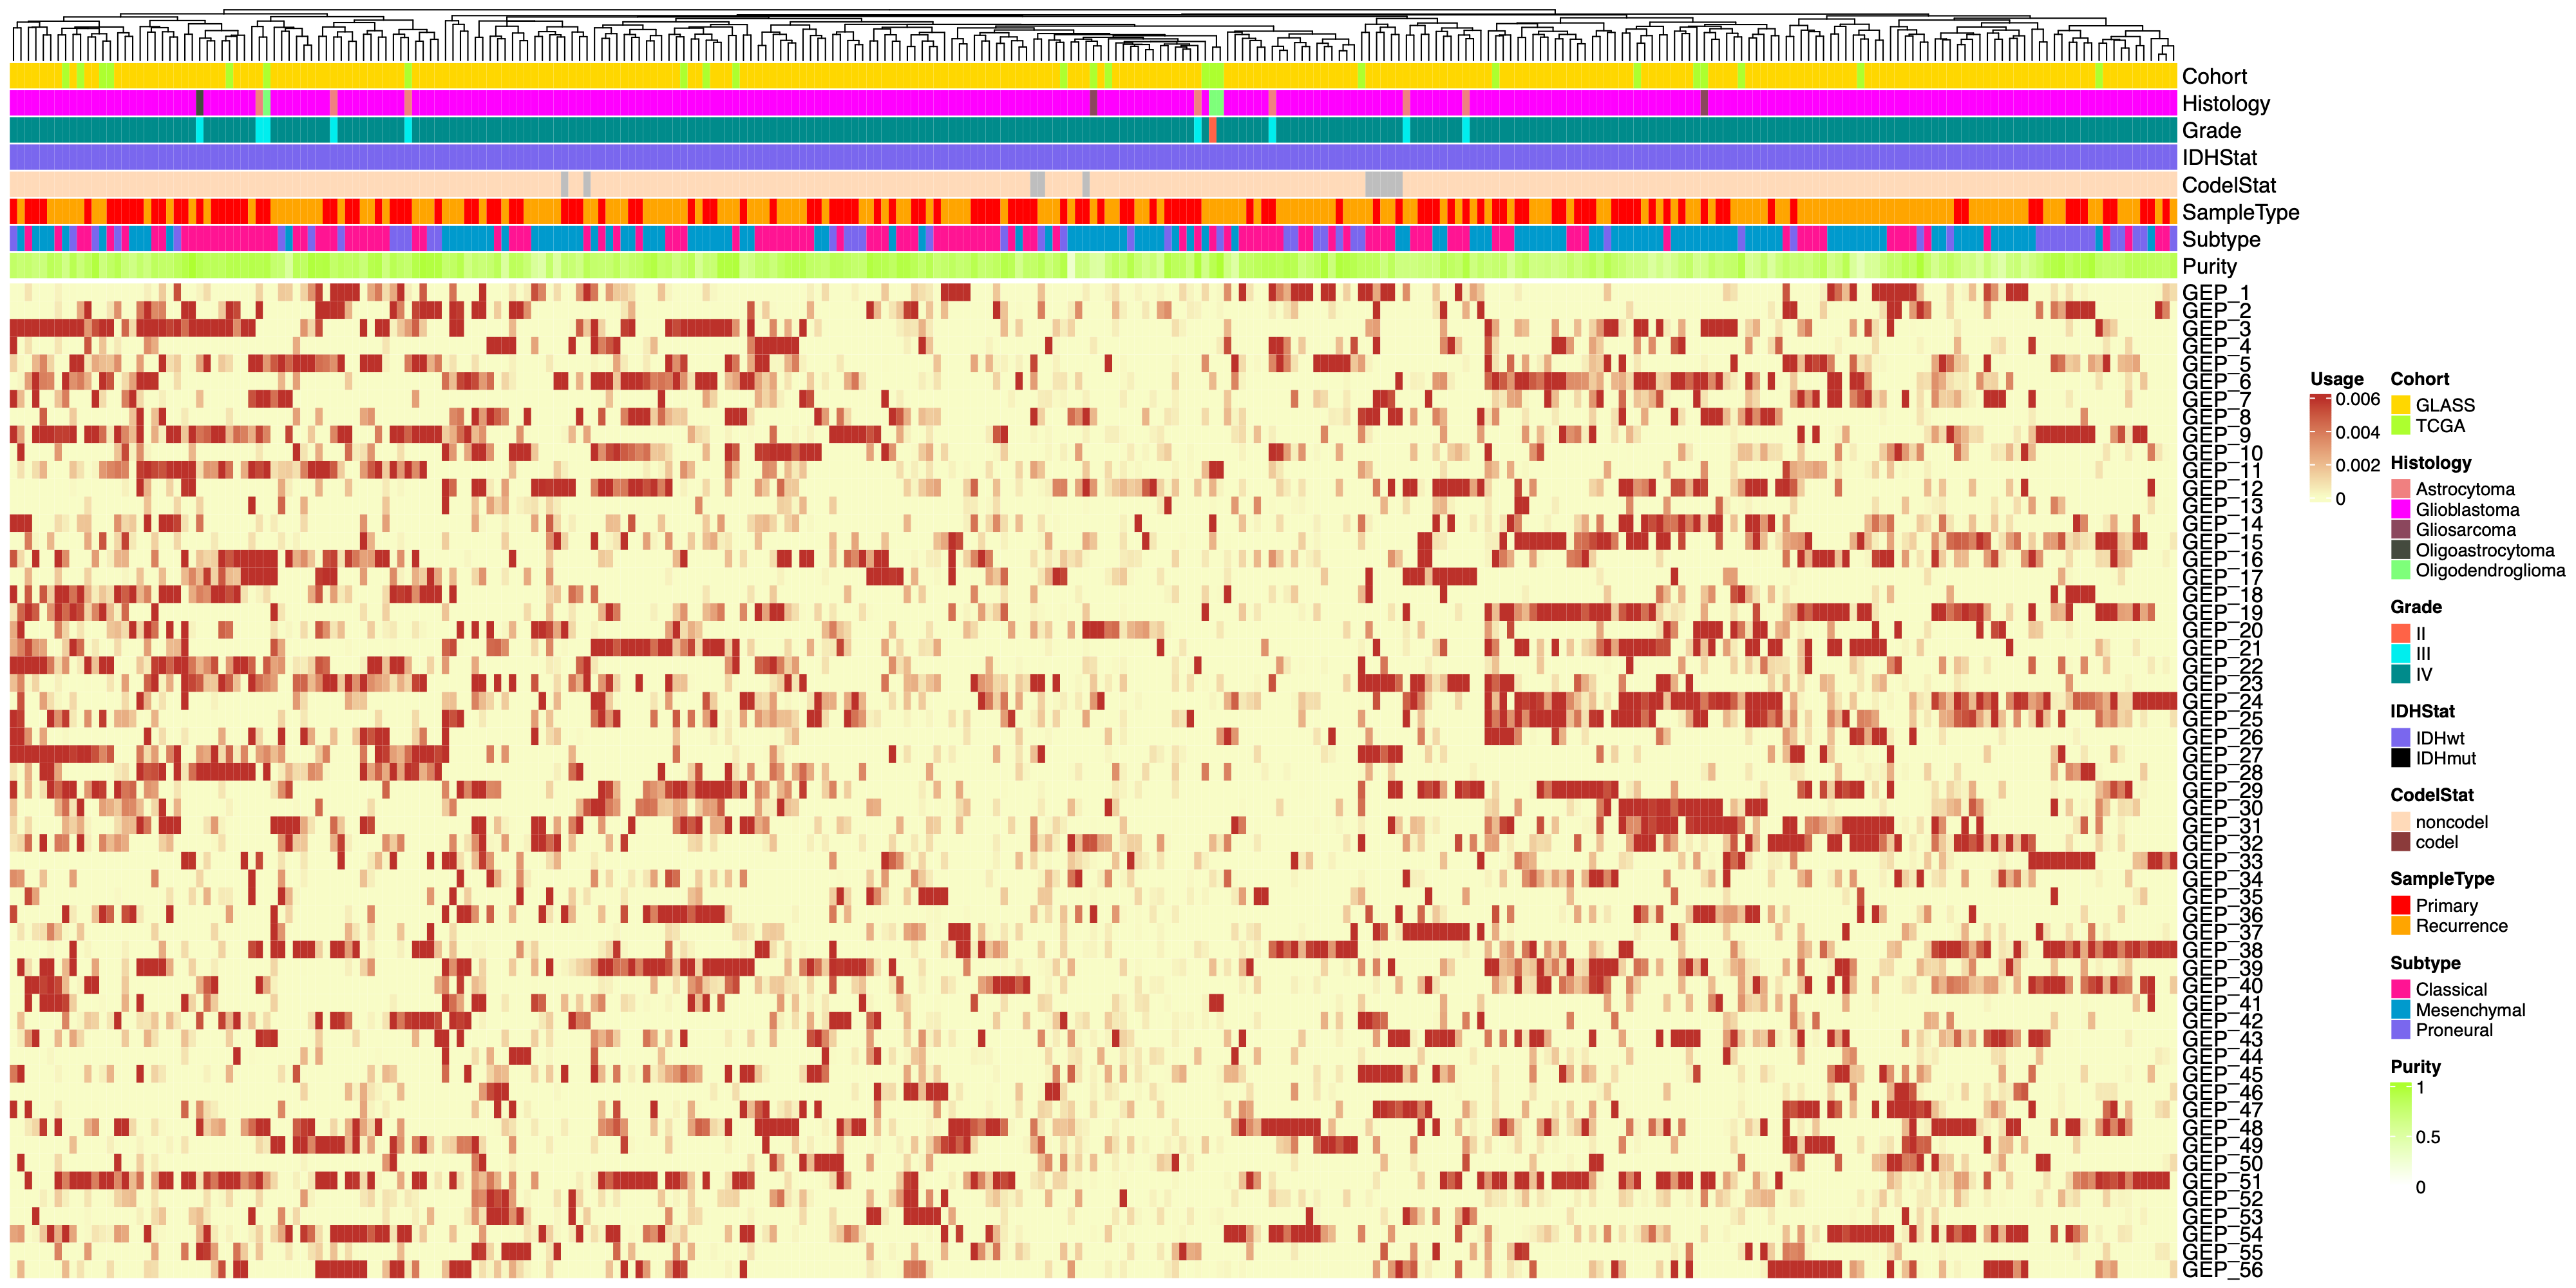 Cohort
Histology
Grade
IDHStat
CodelStat
SampleType
Subtype
Purity
GEP_1
GEP_2
GEP_3
GEP_4
GEP_5
GEP_6
GEP_7
GEP_8
GEP_9
GEP_10
GEP_11
GEP_12
GEP_13
GEP_14
GEP_15
GEP_16
GEP_17
GEP_18
GEP_19
GEP_20
GEP_21
GEP_22
GEP_23
GEP_24
GEP_25
GEP_26
GEP_27
GEP_28
GEP_29
GEP_30
GEP_31
GEP_32
GEP_33
GEP_34
GEP_35
GEP_36
GEP_37
GEP_38
GEP_39
GEP_40
GEP_41
GEP_42
GEP_43
GEP_44
GEP_45
GEP_46
GEP_47
GEP_48
GEP_49
GEP_50
GEP_51
GEP_52
GEP_53
GEP_54
GEP_55
GEP_56
Usage
0.006
0.004
0.002
0
Cohort
GLASS
TCGA
Histology
Astrocytoma
Glioblastoma
Gliosarcoma
Oligoastrocytoma
Oligodendroglioma
Grade
II
III
IV
IDHStat
IDHwt
IDHmut
CodelStat
noncodel
codel
SampleType
Primary
Recurrence
Subtype
Classical
Mesenchymal
Proneural
Purity
1
0.5
0